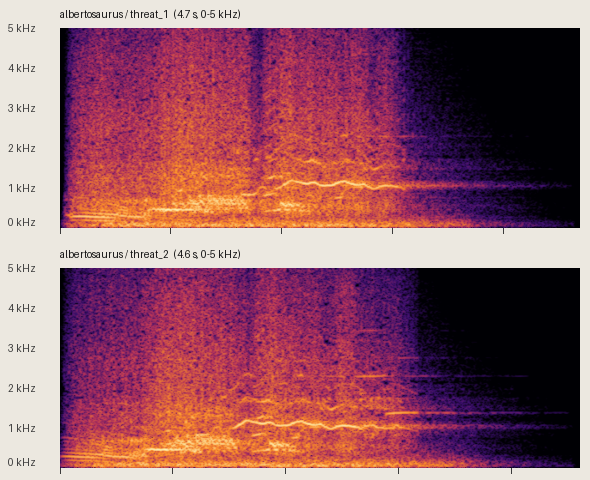 albertosaurus / threat_1 (4.7 s, 0-5 kHz)
5 kHz
4 kHz
3 kHz
2 kHz
1 kHz
0 kHz
albertosaurus / threat_2 (4.6 s, 0-5 kHz)
5 kHz
4 kHz
3 kHz
2 kHz
1 kHz
0 kHz